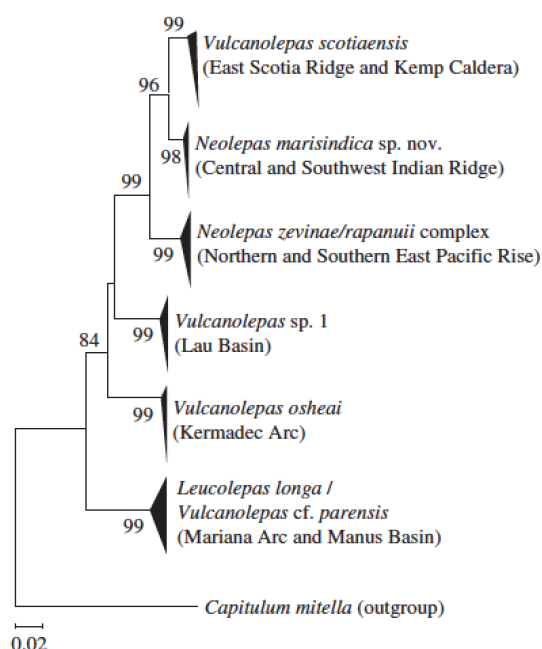 99
Vulcanolepas scotiaensis
(East Scotia Ridge and Kemp Caldera)
96
Neolepas marisindica sp. nov.
98
(Central and Southwest Indian Ridge)
99
Neolepas zevinae/rapanuii complex
99
(Northern and Southern East Pacific Rise)
Vulcanolepas sp. 1
99
84
(Lau Basin)
Vulcanolepas osheai
99
(Kermadec Arc)
Leucolepas longa /
Vulcanolepas cf. parensis
99
(Mariana Arc and Manus Basin)
Capitulum mitella (outgroup)
0.02